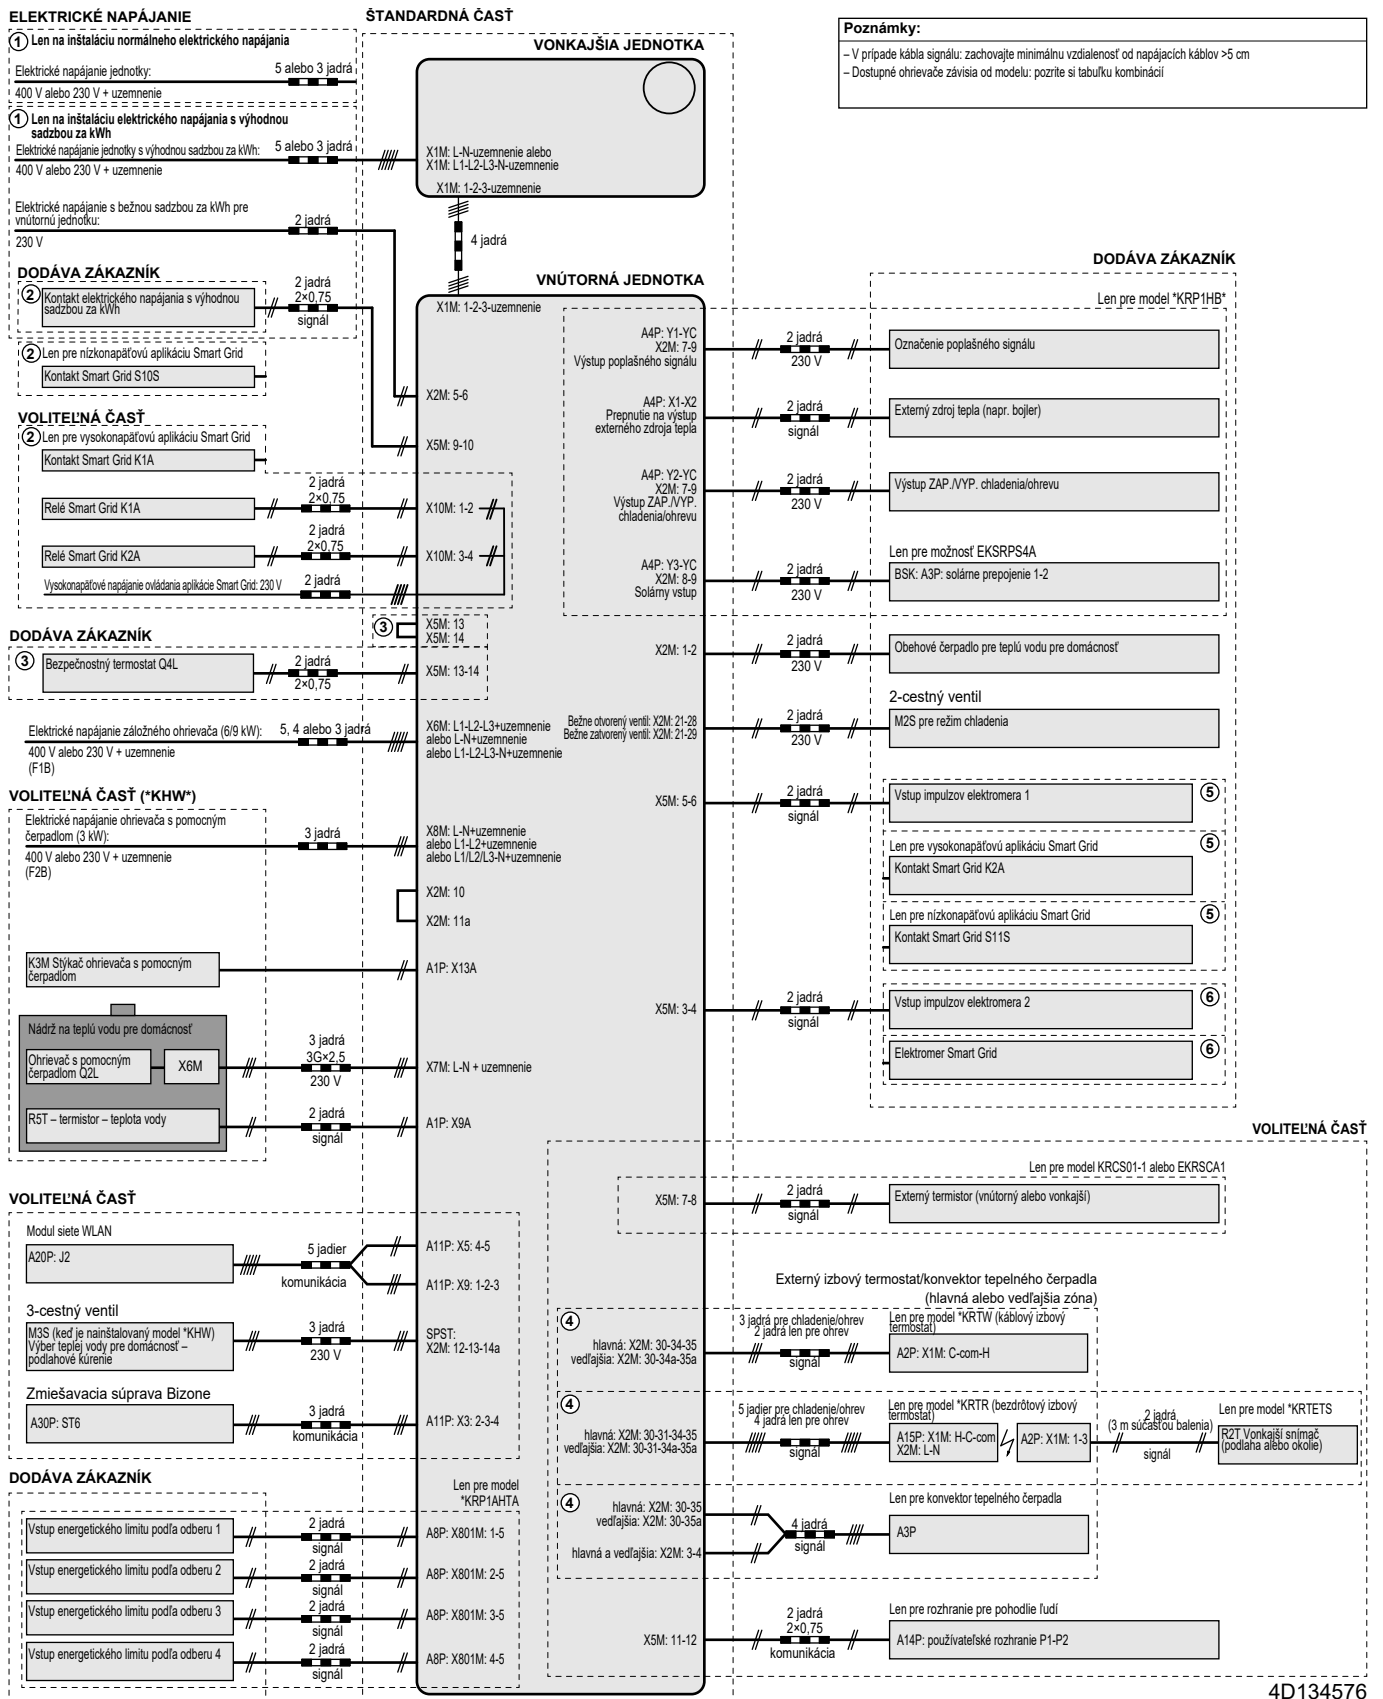 ELEKTRICKÉ NAPÁJANIE
① Len na inštaláciu normálneho elektrického napájania
Elektrické napájanie jednotky:
5 alebo 3 jadrá
400 V alebo 230 V + uzemnenie
① Len na inštaláciu elektrického napájania s výhodnou
sadzbou za kWh
Elektrické napájanie jednotky s výhodnou sadzbou za kWh:
5 alebo 3 jadrá
400 V alebo 230 V + uzemnenie
Elektrické napájanie s bežnou sadzbou za kWh pre
vnútornú jednotku:
2 jadrá
230 V
DODÁVA ZÁKAZNÍK
② Kontakt elektrického napájania s výhodnou
sadzbou za kWh
2 jadrá
2×0,75
signál
② Len pre nízkonapäťovú aplikáciu Smart Grid
Kontakt Smart Grid S10S
VOLITEĽNÁ ČASŤ
② Len pre vysokonapäťovú aplikáciu Smart Grid
Kontakt Smart Grid K1A
2 jadrá
2×0,75
Relé Smart Grid K1A
2 jadrá
2×0,75
Relé Smart Grid K2A
Vysokonapäťové napájanie ovládania aplikácie Smart Grid: 230 V
2 jadrá
DODÁVA ZÁKAZNÍK
③ Bezpečnostný termostat Q4L
2 jadrá
2×0,75
Elektrické napájanie záložného ohrievača (6/9 kW):
5, 4 alebo 3 jadrá
400 V alebo 230 V + uzemnenie
(F1B)
VOLITEĽNÁ ČASŤ (*KHW*)
Elektrické napájanie ohrievača s pomocným
čerpadlom (3 kW):
3 jadrá
400 V alebo 230 V + uzemnenie
(F2B)
K3M Stýkač ohrievača s pomocným
čerpadlom
Nádrž na teplú vodu pre domácnosť
Ohrievač s pomocným
čerpadlom Q2L
X6M
3 jadrá
3G×2,5
230 V
R5T – termistor – teplota vody
2 jadrá
signál
VOLITEĽNÁ ČASŤ
Modul siete WLAN
A20P: J2
5 jadier
komunikácia
3-cestný ventil
M3S (keď je nainštalovaný model *KHW)
Výber teplej vody pre domácnosť –
podlahové kúrenie
3 jadrá
230 V
Zmiešavacia súprava Bizone
A30P: ST6
3 jadrá
komunikácia
DODÁVA ZÁKAZNÍK
Vstup energetického limitu podľa odberu 1
2 jadrá
signál
Vstup energetického limitu podľa odberu 2
2 jadrá
signál
Vstup energetického limitu podľa odberu 3
2 jadrá
signál
Vstup energetického limitu podľa odberu 4
2 jadrá
signál
ŠTANDARDNÁ ČASŤ
VONKAJŠIA JEDNOTKA
X1M: L-N-uzemnenie alebo
X1M: L1-L2-L3-N-uzemnenie
X1M: 1-2-3-uzemnenie
4 jadrá
VNÚTORNÁ JEDNOTKA
X1M: 1-2-3-uzemnenie
X2M: 5-6
X5M: 9-10
X10M: 1-2
X10M: 3-4
③ X5M: 13
X5M: 14
X5M: 13-14
X6M: L1-L2-L3+uzemnenie
alebo L-N+uzemnenie
alebo L1-L2-L3-N+uzemnenie
X8M: L-N+uzemnenie
alebo L1-L2+uzemnenie
alebo L1/L2/L3-N+uzemnenie
X2M: 10
X2M: 11a
A1P: X13A
X7M: L-N + uzemnenie
A1P: X9A
A11P: X5: 4-5
A11P: X9: 1-2-3
SPST:
X2M: 12-13-14a
A11P: X3: 2-3-4
Len pre model
*KRP1AHTA
A8P: X801M: 1-5
A8P: X801M: 2-5
A8P: X801M: 3-5
A8P: X801M: 4-5
Poznámky:
– V prípade kábla signálu: zachovajte minimálnu vzdialenosť od napájacích káblov >5 cm
– Dostupné ohrievače závisia od modelu: pozrite si tabuľku kombinácií
DODÁVA ZÁKAZNÍK
Len pre model *KRP1HB*
A4P: Y1-YC
X2M: 7-9
Výstup poplašného signálu
2 jadrá
230 V
Označenie poplašného signálu
A4P: X1-X2
Prepnutie na výstup
externého zdroja tepla
2 jadrá
signál
Externý zdroj tepla (napr. bojler)
A4P: Y2-YC
X2M: 7-9
Výstup ZAP./VYP.
chladenia/ohrevu
2 jadrá
230 V
Výstup ZAP./VYP. chladenia/ohrevu
Len pre možnosť EKSRPS4A
A4P: Y3-YC
X2M: 8-9
Solárny vstup
2 jadrá
230 V
BSK: A3P: solárne prepojenie 1-2
X2M: 1-2
2 jadrá
230 V
Obehové čerpadlo pre teplú vodu pre domácnosť
2-cestný ventil
Bežne otvorený ventil: X2M: 21-28
Bežne zatvorený ventil: X2M: 21-29
2 jadrá
230 V
M2S pre režim chladenia
X5M: 5-6
2 jadrá
signál
Vstup impulzov elektromera 1
⑤
Len pre vysokonapäťovú aplikáciu Smart Grid
⑤
Kontakt Smart Grid K2A
Len pre nízkonapäťovú aplikáciu Smart Grid
⑤
Kontakt Smart Grid S11S
X5M: 3-4
2 jadrá
signál
Vstup impulzov elektromera 2
⑥
Elektromer Smart Grid
⑥
VOLITEĽNÁ ČASŤ
Len pre model KRCS01-1 alebo EKRSCA1
X5M: 7-8
2 jadrá
signál
Externý termistor (vnútorný alebo vonkajší)
Externý izbový termostat/konvektor tepelného čerpadla
(hlavná alebo vedľajšia zóna)
④
hlavná: X2M: 30-34-35
vedľajšia: X2M: 30-34a-35a
3 jadrá pre chladenie/ohrev
2 jadrá len pre ohrev
signál
Len pre model *KRTW (káblový izbový
termostat)
A2P: X1M: C-com-H
④
hlavná: X2M: 30-31-34-35
vedľajšia: X2M: 30-31-34a-35a
5 jadier pre chladenie/ohrev
4 jadrá len pre ohrev
signál
Len pre model *KRTR (bezdrôtový izbový
termostat)
A15P: X1M: H-C-com
X2M: L-N
A2P: X1M: 1-3
2 jadrá
(3 m súčasťou balenia)
signál
Len pre model *KRTETS
R2T Vonkajší snímač
(podlaha alebo okolie)
④
hlavná: X2M: 30-35
vedľajšia: X2M: 30-35a
hlavná a vedľajšia: X2M: 3-4
4 jadrá
signál
Len pre konvektor tepelného čerpadla
A3P
X5M: 11-12
2 jadrá
2×0,75
komunikácia
Len pre rozhranie pre pohodlie ľudí
A14P: používateľské rozhranie P1-P2
4D134576